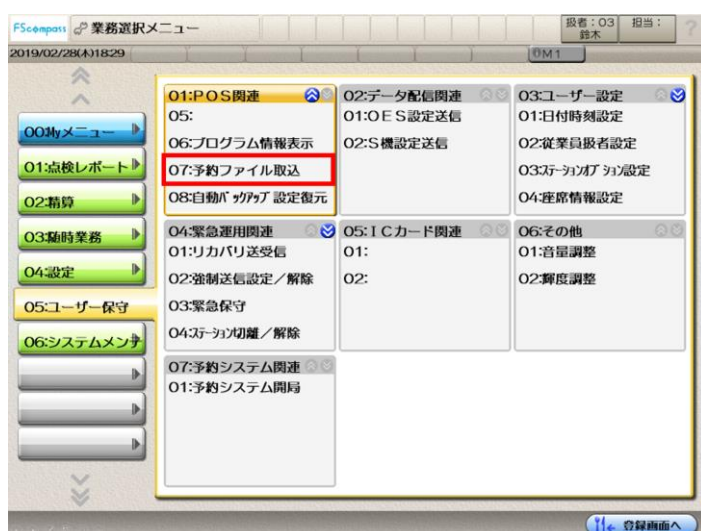 FScompass 業務選択メニュー
扱者:03 担当:
鈴木
?
2019/02/28(木)18:29
0M1
00:Myメニュー
01:点検レポート
02:精算
03:随時業務
04:設定
05:ユーザー保守
06:システムメンテ
01:POS関連
05:
06:プログラム情報表示
07:予約ファイル取込
08:自動バックアップ設定復元
02:データ配信関連
01:OES設定送信
02:S機設定送信
03:ユーザー設定
01:日付時刻設定
02:従業員扱者設定
03:ステーションオプション設定
04:座席情報設定
04:緊急運用関連
01:リカバリ送受信
02:強制送信設定/解除
03:緊急保守
04:ステーション切離/解除
05:ICカード関連
01:
02:
06:その他
01:音量調整
02:輝度調整
07:予約システム関連
01:予約システム開局
登録画面へ